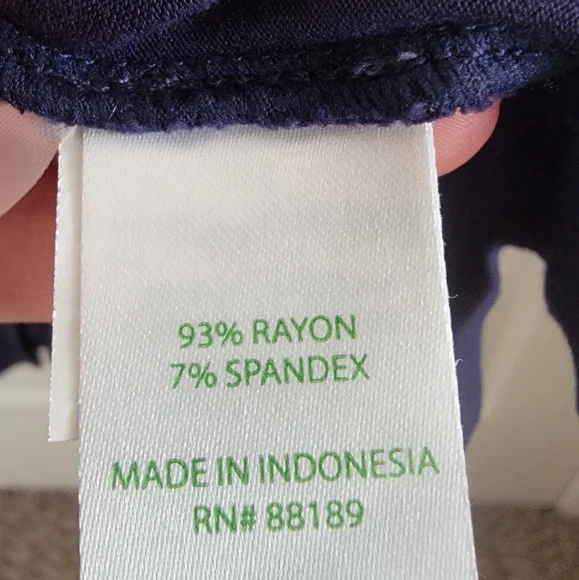 93% RAYON
7% SPANDEX
MADE IN INDONESIA
RN# 88189